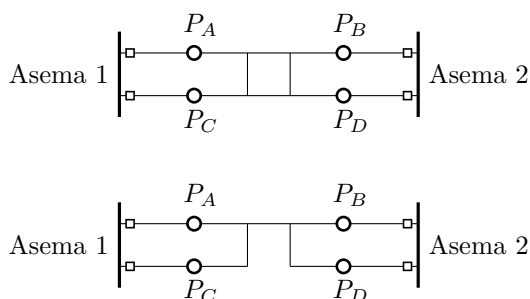 P_A P_B
Asema 1 Asema 2
P_C P_D
P_A P_B
Asema 1 Asema 2
P_C P_D